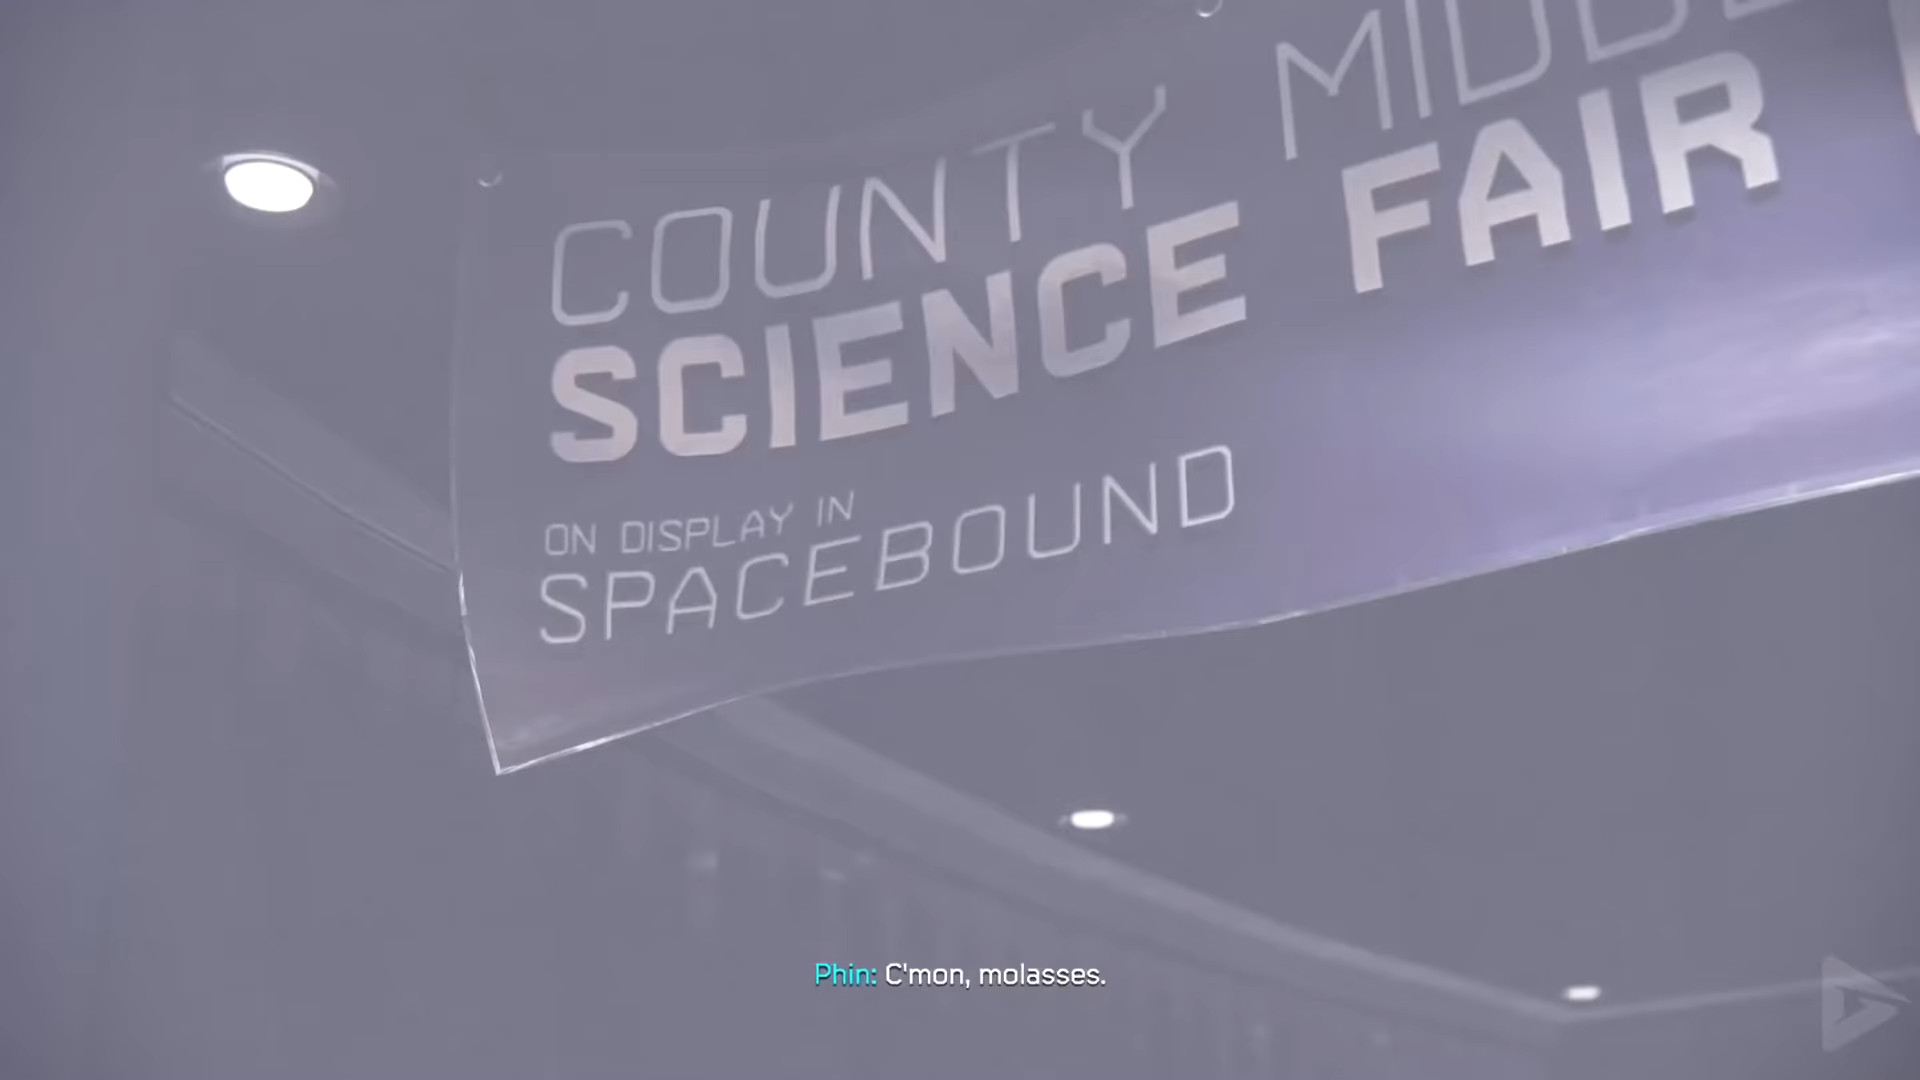 COUNTY
SCIENCE FAIR
ON DISPLAY IN
SPACEBOUND
Phin: C'mon, molasses.